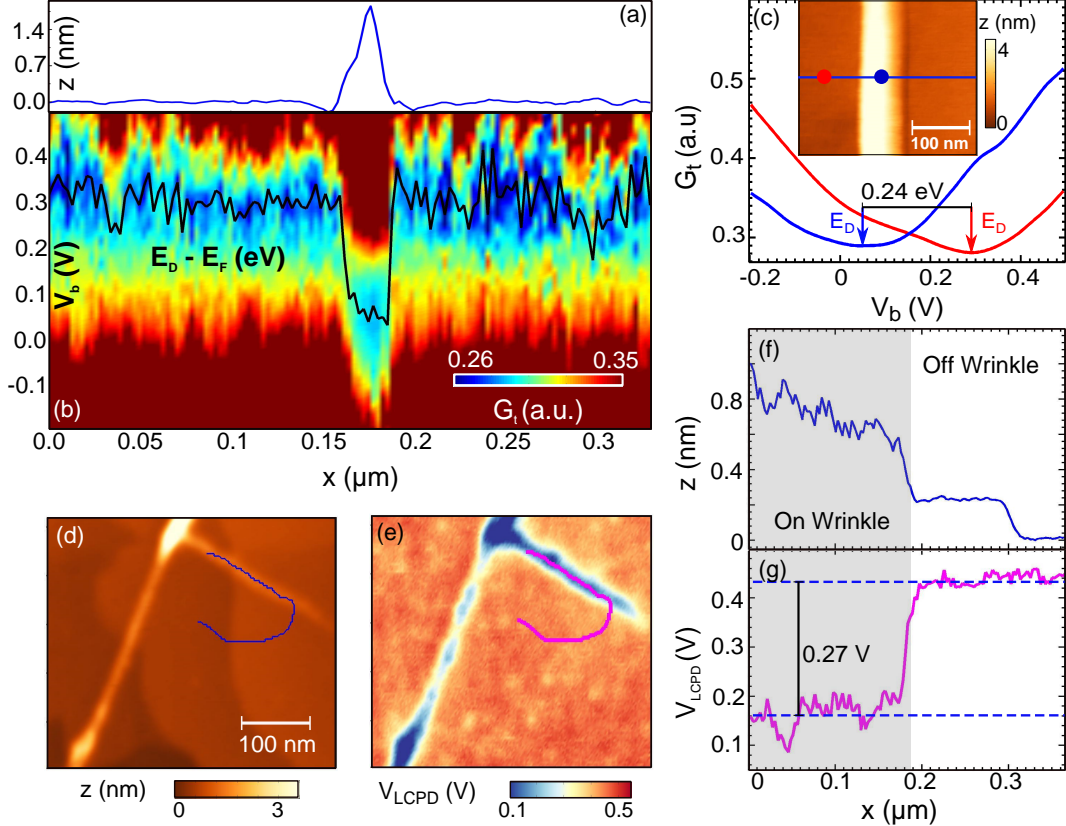 (a)
1.4
0.7
0.0
z (nm)
0.4
0.3
0.2
0.1
0.0
-0.1
V_b (V)
E_D - E_F (eV)
0.26
0.35
G_t (a.u.)
(b)
0.0
0.05
0.1
0.15
0.2
0.25
0.3
x (µm)
(c)
z (nm)
4
0
100 nm
0.5
0.4
0.3
G_t (a.u)
0.24 eV
E_D
E_D
-0.2
0
0.2
0.4
V_b (V)
(d)
100 nm
z (nm)
0
3
(e)
V_LCPD (V)
0.1
0.5
(f)
Off Wrinkle
On Wrinkle
1.2
0.8
0.4
0
z (nm)
(g)
0.4
0.3
0.2
0.1
V_LCPD (V)
0.27 V
0
0.1
0.2
0.3
x (µm)